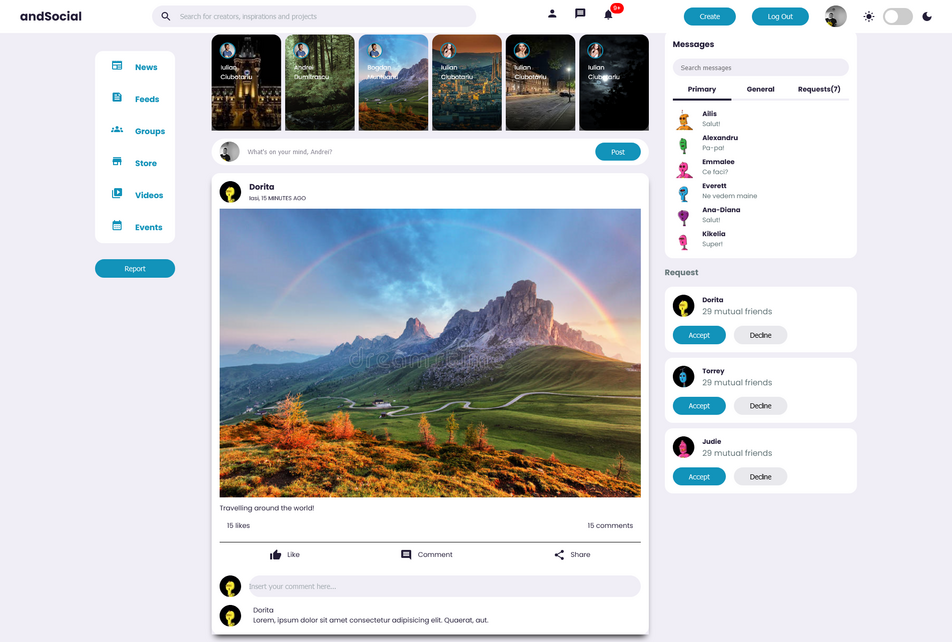 andSocial
Search for creators, inspirations and projects
9+
Create
Log Out
News
Feeds
Groups
Store
Videos
Events
Report
Iulian
Ciubotariu
Andrei
Dumitrascu
Bogdan
Munteanu
Iulian
Ciubotariu
Iulian
Ciubotariu
Iulian
Ciubotariu
What's on your mind, Andrei?
Post
Dorita
Iasi, 15 MINUTES AGO
dreamstime
Travelling around the world!
15 likes
15 comments
Like
Comment
Share
Insert your comment here...
Dorita
Lorem, ipsum dolor sit amet consectetur adipisicing elit. Quaerat, aut.
Messages
Search messages
Primary
General
Requests(7)
Ailis
Salut!
Alexandru
Pa-pa!
Emmalee
Ce faci?
Everett
Ne vedem maine
Ana-Diana
Salut!
Kikelia
Super!
Request
Dorita
29 mutual friends
Accept
Decline
Torrey
29 mutual friends
Accept
Decline
Judie
29 mutual friends
Accept
Decline